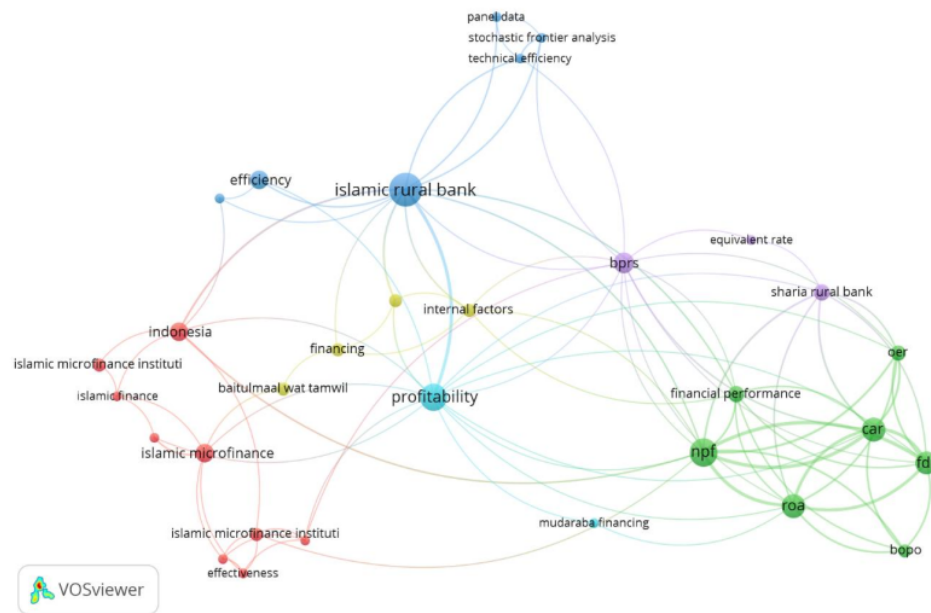 panel data
stochastic frontier analysis
technical efficiency
efficiency
islamic rural bank
equivalent rate
bprs
sharia rural bank
internal factors
indonesia
financing
oer
islamic microfinance instituti
baitulmaal wat tamwil
islamic finance
profitability
financial performance
car
islamic microfinance
npf
fd
roa
mudaraba financing
islamic microfinance instituti
bopo
effectiveness
VOSviewer